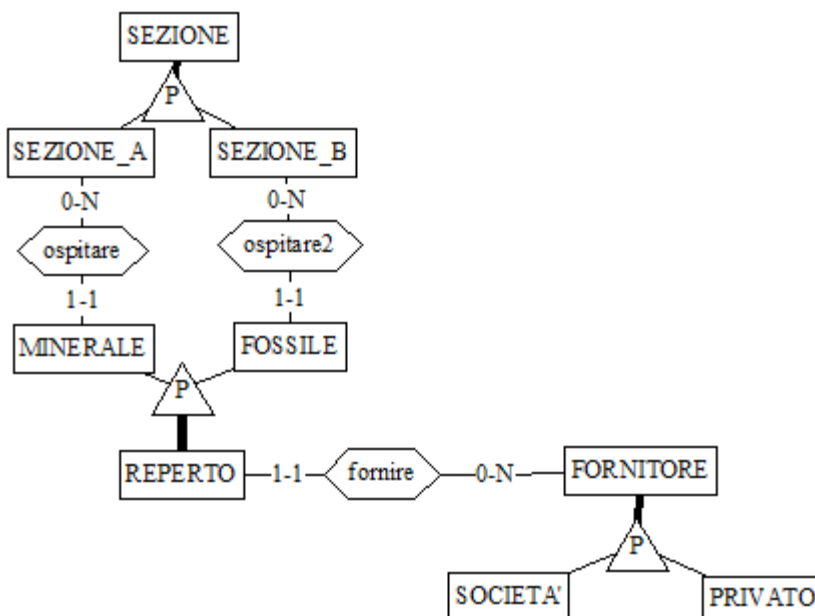 SEZIONE
P
SEZIONE_A
SEZIONE_B
0-N
0-N
ospitare
ospitare2
1-1
1-1
MINERALE
FOSSILE
P
REPERTO
1-1
fornire
0-N
FORNITORE
P
SOCIETA'
PRIVATO